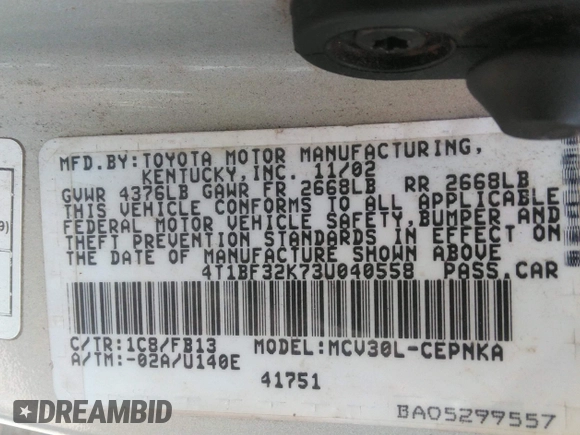 MFD.BY:TOYOTA MOTOR MANUFACTURING,
KENTUCKY,INC. 11/02
GVWR 4376LB GAWR FR 2668LB RR 2668LB
THIS VEHICLE CONFORMS TO ALL APPLICABLE
FEDERAL MOTOR VEHICLE SAFETY,BUMPER AND
THEFT PREVENTION STANDARDS IN EFFECT ON
THE DATE OF MANUFACTURE SHOWN ABOVE
4T1BF32K73U040558 PASS.CAR
C/TR:1C8/FB13 MODEL:MCV30L-CEPNKA
A/TM:-02A/U140E
41751
BA05299557
DREAMBID